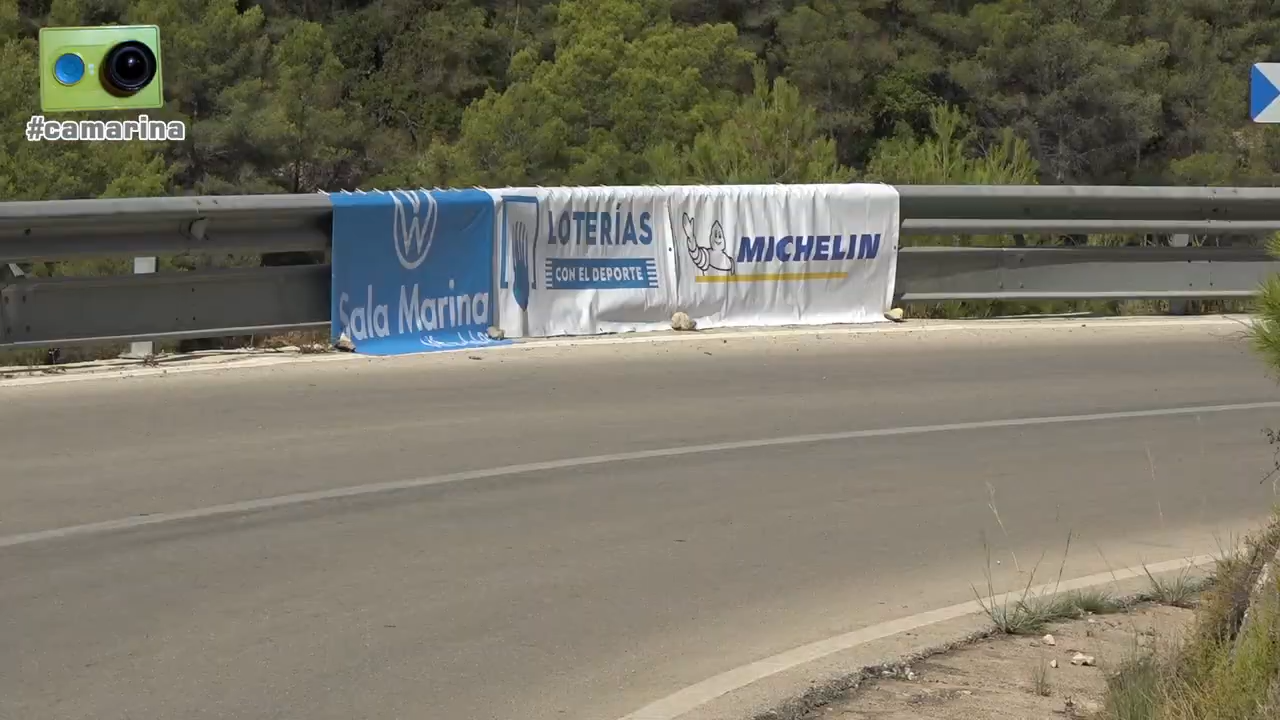 #camarina
Sala Marina
LOTERÍAS
CON EL DEPORTE
MICHELIN